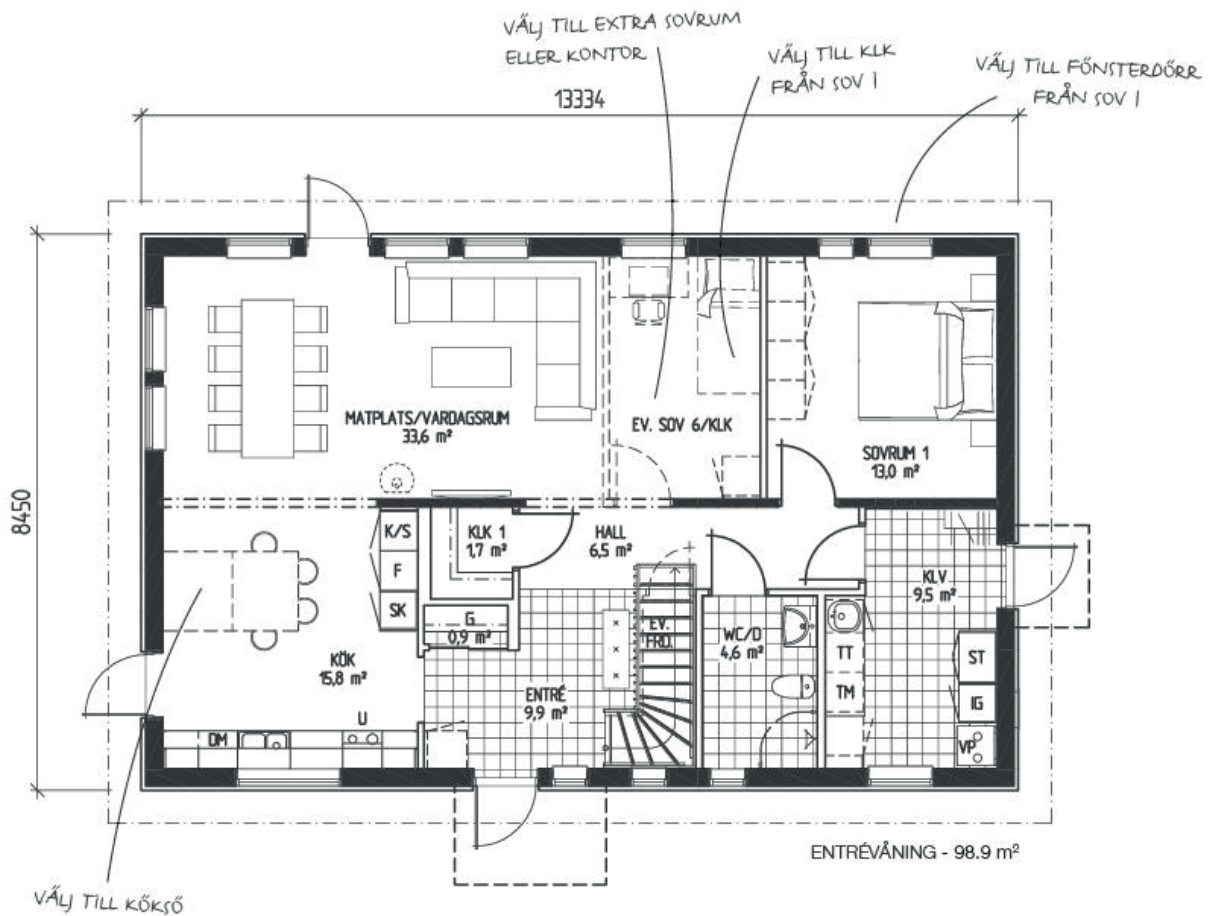 VÄLJ TILL EXTRA SOVRUM
ELLER KONTOR
VÄLJ TILL KLK
FRÅN SOV 1
VÄLJ TILL FÖNSTERDÖRR
FRÅN SOV 1
13334
8450
MATPLATS/VARDAGSRUM
33,6 m²
EV. SOV 6/KLK
SOVRUM 1
13,0 m²
K/S
F
SK
KLK 1
1,7 m²
HALL
6,5 m²
G
0,9 m²
EV.
FRD.
WC/D
4,6 m²
KLV
9,5 m²
TT
TM
ST
IG
VP
KÖK
15,8 m²
ENTRÉ
9,9 m²
U
DM
ENTRÉVÅNING - 98.9 m²
VÄLJ TILL KÖKSÖ